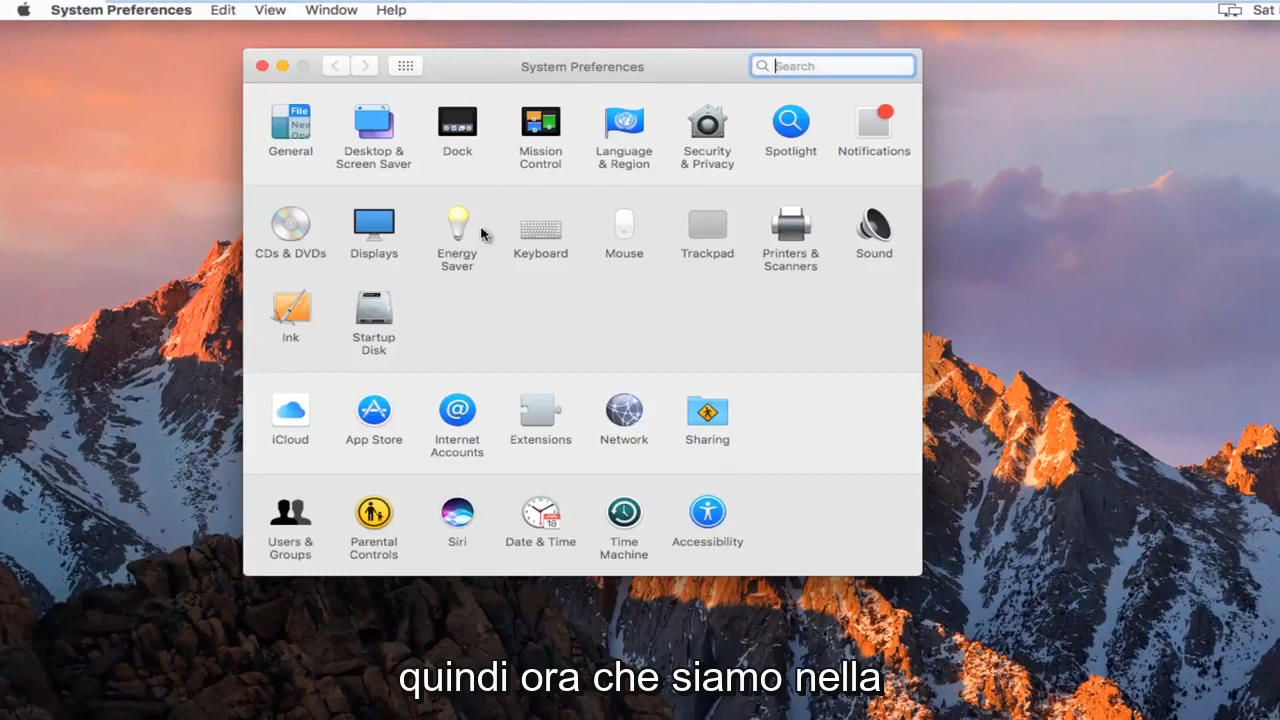 System Preferences Edit View Window Help Sat
System Preferences
Search
General
Desktop & Screen Saver
Dock
Mission Control
Language & Region
Security & Privacy
Spotlight
Notifications
CDs & DVDs
Displays
Energy Saver
Keyboard
Mouse
Trackpad
Printers & Scanners
Sound
Ink
Startup Disk
iCloud
App Store
Internet Accounts
Extensions
Network
Sharing
Users & Groups
Parental Controls
Siri
Date & Time
Time Machine
Accessibility
quindi ora che siamo nella